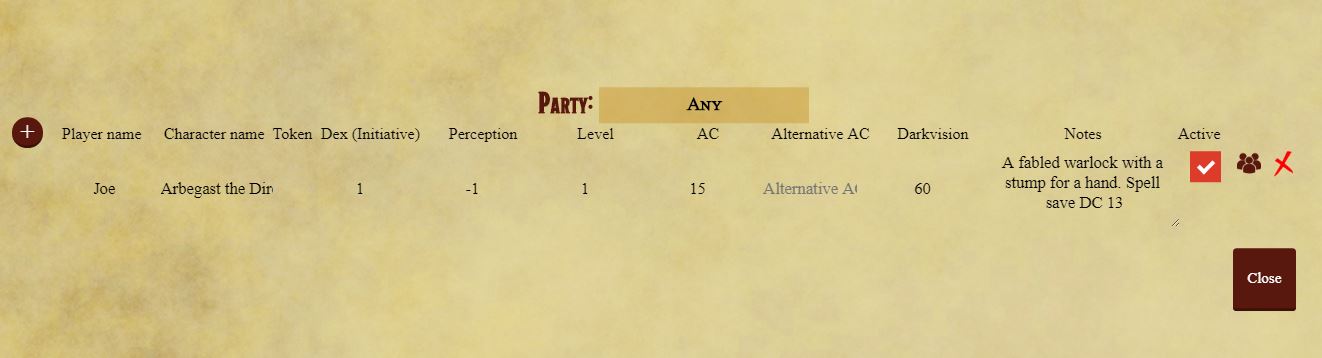 Party: Any
+ Player name Character name Token Dex (Initiative) Perception Level AC Alternative AC Darkvision Notes Active
Joe Arbegast the Dir 1 -1 1 15 Alternative A 60 A fabled warlock with a
stump for a hand. Spell
save DC 13
Close